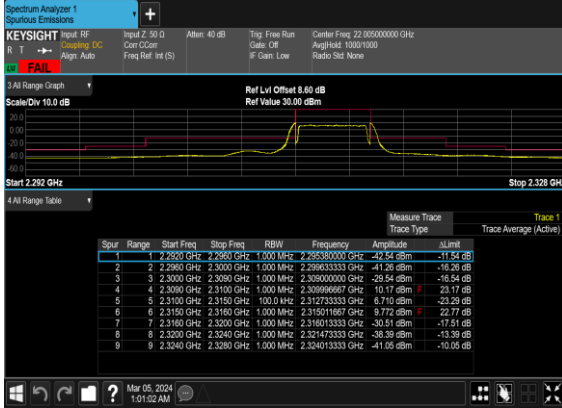 Spectrum Analyzer 1
Spurious Emissions
+
KEYSIGHT Input: RF Input Z: 50 Ω Atten: 40 dB Trig: Free Run Center Freq: 22.005000000 GHz
R T Coupling: DC Corr CCorr Gate: Off Avg|Hold: 1000/1000
Align: Auto Freq Ref: Int (S) IF Gain: Low Radio Std: None
FAIL
3 All Range Graph
Ref Lvl Offset 8.60 dB
Scale/Div 10.0 dB Ref Value 30.00 dBm
20.0
0.00
-20.0
-40.0
-60.0
Start 2.292 GHz Stop 2.328 GH
4 All Range Table
Measure Trace Trace 1
Trace Type Trace Average (Active)
Spur Range Start Freq Stop Freq RBW Frequency Amplitude ΔLimit
1 1 2.2920 GHz 2.2960 GHz 1.000 MHz 2.295380000 GHz -42.54 dBm -11.54 dB
2 2 2.2960 GHz 2.3000 GHz 1.000 MHz 2.299633333 GHz -41.26 dBm -16.26 dB
3 3 2.3000 GHz 2.3090 GHz 1.000 MHz 2.309000000 GHz -29.54 dBm -16.54 dB
4 4 2.3090 GHz 2.3100 GHz 1.000 MHz 2.309996667 GHz 10.17 dBm F 23.17 dB
5 5 2.3100 GHz 2.3150 GHz 100.0 kHz 2.312733333 GHz 6.710 dBm -23.29 dB
6 6 2.3150 GHz 2.3160 GHz 1.000 MHz 2.315011667 GHz 9.772 dBm F 22.77 dB
7 7 2.3160 GHz 2.3200 GHz 1.000 MHz 2.316013333 GHz -30.51 dBm -17.51 dB
8 8 2.3200 GHz 2.3240 GHz 1.000 MHz 2.321473333 GHz -38.39 dBm -13.39 dB
9 9 2.3240 GHz 2.3280 GHz 1.000 MHz 2.324013333 GHz -41.05 dBm -10.05 dB
? Mar 05, 2024
1:01:02 AM